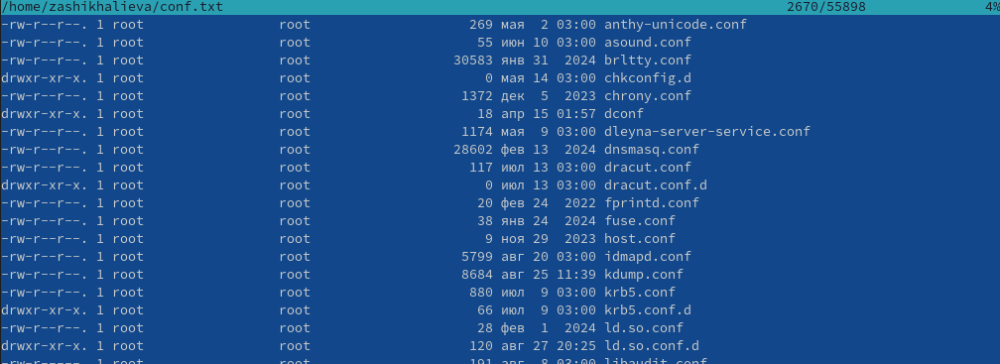 /home/zashikhalieva/conf.txt 2670/55898 4%
-rw-r--r--. 1 root root 269 мая 2 03:00 anthy-unicode.conf
-rw-r--r--. 1 root root 55 июн 10 03:00 asound.conf
-rw-r--r--. 1 root root 30583 янв 31 2024 brltty.conf
drwxr-xr-x. 1 root root 0 мая 14 03:00 chkconfig.d
-rw-r--r--. 1 root root 1372 дек 5 2023 chrony.conf
drwxr-xr-x. 1 root root 18 апр 15 01:57 dconf
-rw-r--r--. 1 root root 1174 мая 9 03:00 dleyna-server-service.conf
-rw-r--r--. 1 root root 28602 фев 13 2024 dnsmasq.conf
-rw-r--r--. 1 root root 117 июл 13 03:00 dracut.conf
drwxr-xr-x. 1 root root 0 июл 13 03:00 dracut.conf.d
-rw-r--r--. 1 root root 20 фев 24 2022 fprintd.conf
-rw-r--r--. 1 root root 38 янв 24 2024 fuse.conf
-rw-r--r--. 1 root root 9 ноя 29 2023 host.conf
-rw-r--r--. 1 root root 5799 авг 20 03:00 idmapd.conf
-rw-r--r--. 1 root root 8684 авг 25 11:39 kdump.conf
-rw-r--r--. 1 root root 880 июл 9 03:00 krb5.conf
drwxr-xr-x. 1 root root 66 июл 9 03:00 krb5.conf.d
-rw-r--r--. 1 root root 28 фев 1 2024 ld.so.conf
drwxr-xr-x. 1 root root 120 авг 27 20:25 ld.so.conf.d
-rw-r-----. 1 root root 191 авг 8 03:00 libaudit.conf